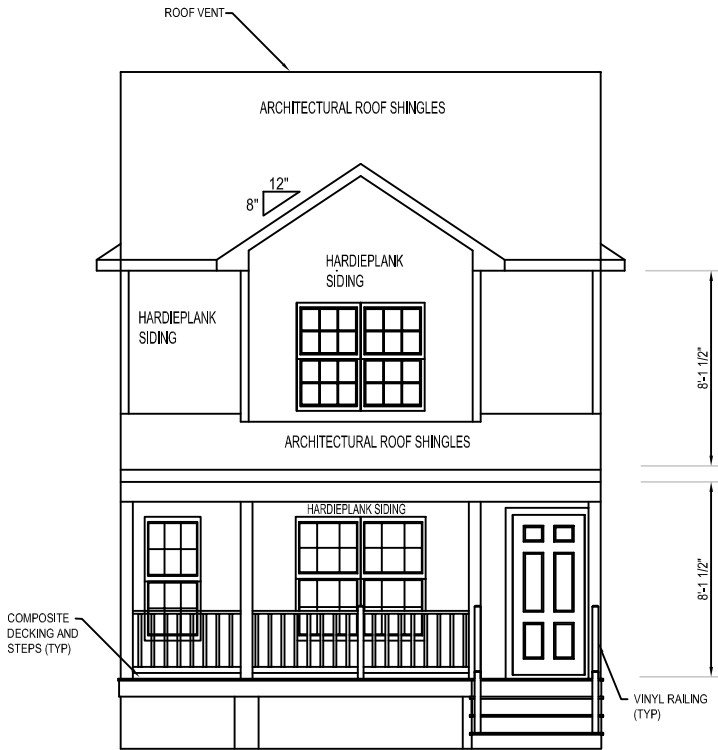 ROOF VENT
ARCHITECTURAL ROOF SHINGLES
12"
8"
HARDIEPLANK
SIDING
HARDIEPLANK
SIDING
8'-1 1/2"
ARCHITECTURAL ROOF SHINGLES
HARDIEPLANK SIDING
8'-1 1/2"
COMPOSITE
DECKING AND
STEPS (TYP)
VINYL RAILING
(TYP)